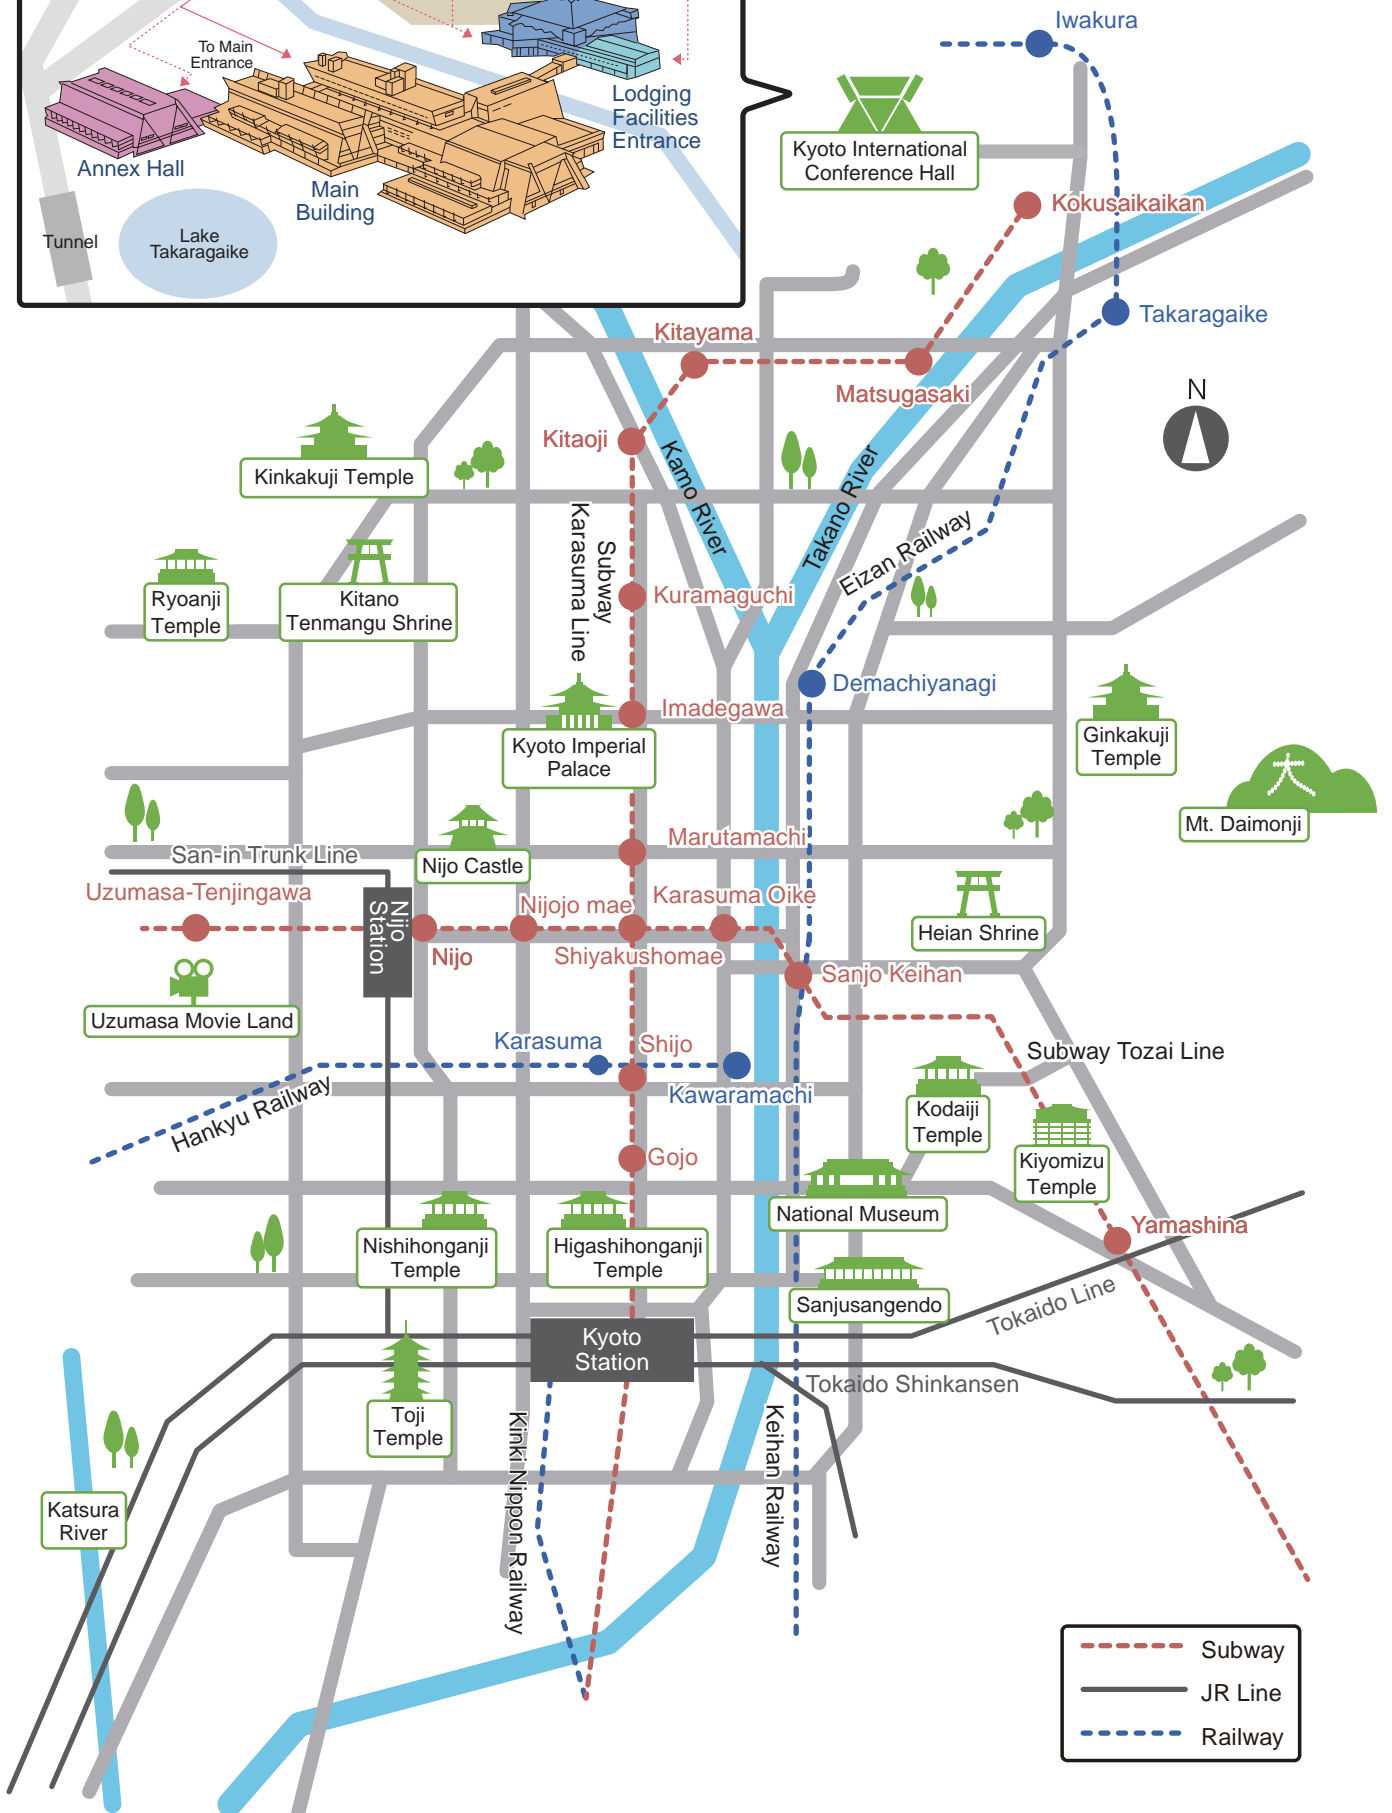 To Main
Entrance
Lodging
Facilities
Entrance
Annex Hall
Main
Building
Tunnel
Lake
Takaragaike
Iwakura
Kyoto International
Conference Hall
Kokusaikaikan
Takaragaike
Kitayama
Matsugasaki
N
Kitaoji
Kinkakuji Temple
Kamo River
Takano River
Subway
Karasuma Line
Eizan Railway
Ryoanji
Temple
Kitano
Tenmangu Shrine
Kuramaguchi
Demachiyanagi
Imadegawa
Kyoto Imperial
Palace
Ginkakuji
Temple
Mt. Daimonji
Marutamachi
San-in Trunk Line
Nijo Castle
Uzumasa-Tenjingawa
Nijo
Station
Nijojo mae
Karasuma Oike
Heian Shrine
Nijo
Shiyakushomae
Sanjo Keihan
Uzumasa Movie Land
Karasuma
Shijo
Subway Tozai Line
Kawaramachi
Hankyu Railway
Kodaiji
Temple
Gojo
Kiyomizu
Temple
National Museum
Yamashina
Nishihonganji
Temple
Higashihonganji
Temple
Sanjusangendo
Tokaido Line
Kyoto
Station
Tokaido Shinkansen
Toji
Temple
Kinki Nippon Railway
Keihan Railway
Katsura
River
Subway
JR Line
Railway